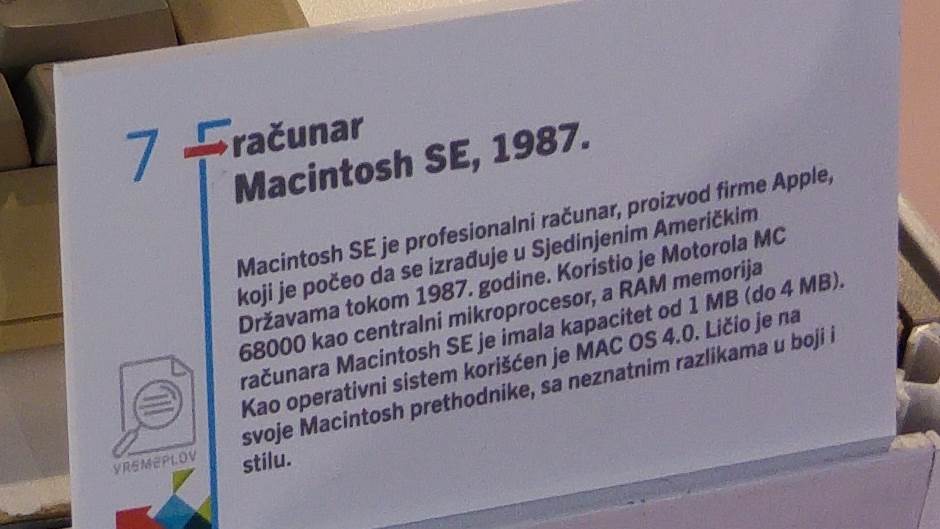 7 računar
Macintosh SE, 1987.
Macintosh SE je profesionalni računar, proizvod firme Apple,
koji je počeo da se izrađuje u Sjedinjenim Američkim
Državama tokom 1987. godine. Koristio je Motorola MC
68000 kao centralni mikroprocesor, a RAM memorija
računara Macintosh SE je imala kapacitet od 1 MB (do 4 MB).
Kao operativni sistem korišćen je MAC OS 4.0. Ličio je na
svoje Macintosh prethodnike, sa neznatnim razlikama u boji i
stilu.
VREMEPLOV